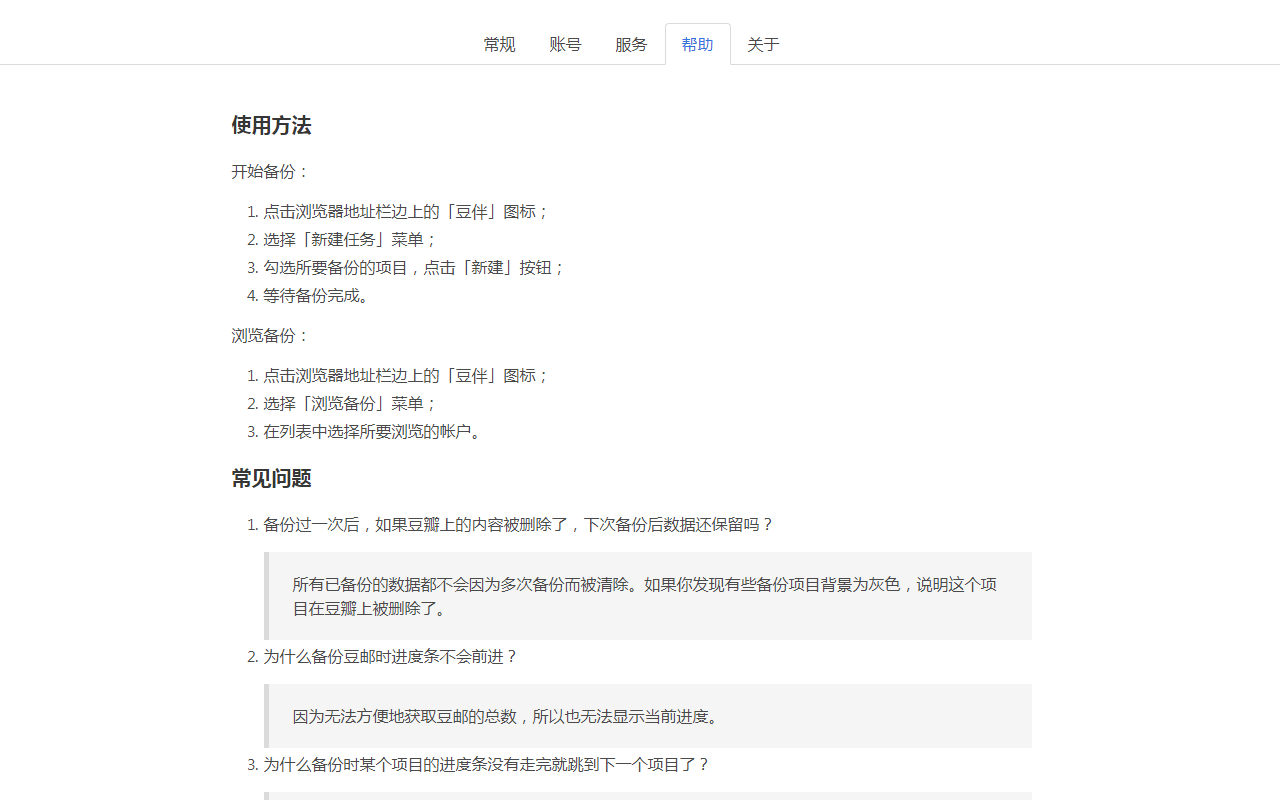 常规 账号 服务 帮助 关于
使用方法
开始备份：
1. 点击浏览器地址栏边上的「豆伴」图标；
2. 选择「新建任务」菜单；
3. 勾选所要备份的项目，点击「新建」按钮；
4. 等待备份完成。
浏览备份：
1. 点击浏览器地址栏边上的「豆伴」图标；
2. 选择「浏览备份」菜单；
3. 在列表中选择所要浏览的帐户。
常见问题
1. 备份过一次后，如果豆瓣上的内容被删除了，下次备份后数据还保留吗？
所有已备份的数据都不会因为多次备份而被清除。如果你发现有些备份项目背景为灰色，说明这个项
目在豆瓣上被删除了。
2. 为什么备份豆邮时进度条不会前进？
因为无法方便地获取豆邮的总数，所以也无法显示当前进度。
3. 为什么备份时某个项目的进度条没有走完就跳到下一个项目了？